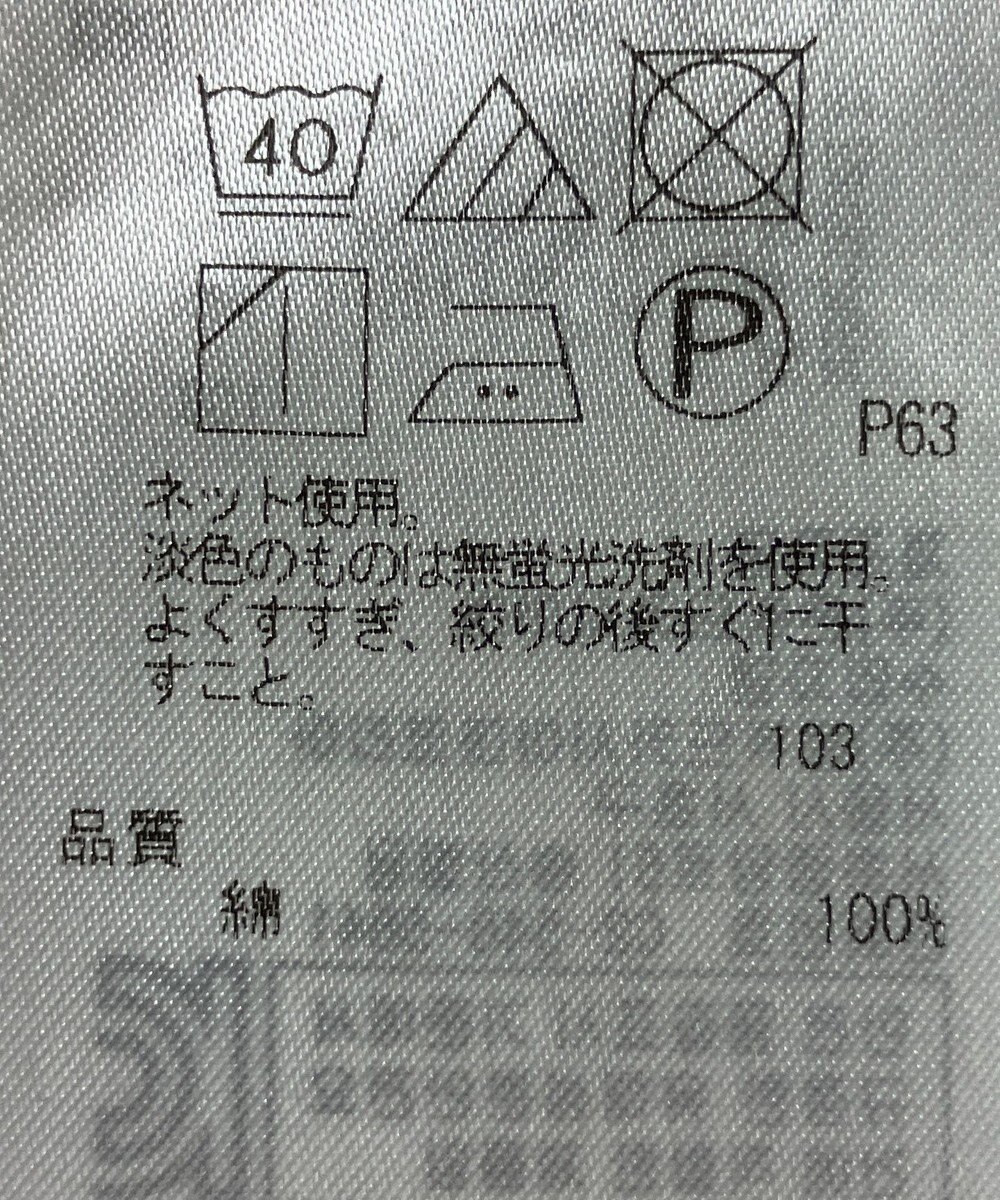 40
P
P63
ネット使用。
淡色のものは無蛍光洗剤を使用。
よくすすぎ、絞りの後すぐに干
すこと。
103
品質
綿 100%